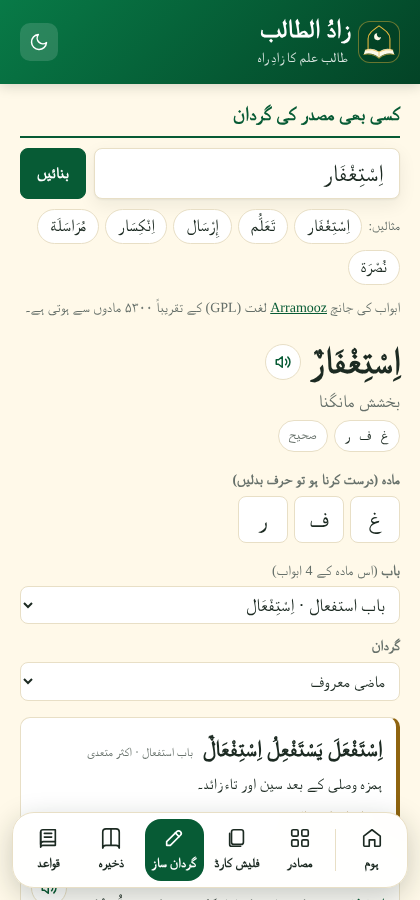 زادُ الطالب
طالب علم کا زادِ راہ
کسی بھی مصدر کی گردان
اِسْتِغْفَار
بنائیں
مثالیں: اِسْتِغْفَار تَعَلُّم إِرْسَال اِنْكِسَار مُرَاسَلَة
نُصْرَة
ابواب کی جانچ Arramooz لغت (GPL) کے تقریباً ۵۳۰۰ مادوں سے ہوتی ہے۔
اِسْتِغْفَارٌ
بخشش مانگنا
غ ف ر صحیح
مادہ (درست کرنا ہو تو حرف بدلیں)
غ ف ر
باب (اس مادہ کے 4 ابواب)
باب استفعال · اِسْتِفْعَال
گردان
ماضی معروف
اِسْتَفْعَلَ يَسْتَفْعِلُ اِسْتِفْعَالٌ باب استفعال · اکثر متعدی
ہمزہ وصلی کے بعد سین اور تاء زائد۔
ہوم مصادر فلیش کارڈ گردان ساز ذخیرہ قواعد